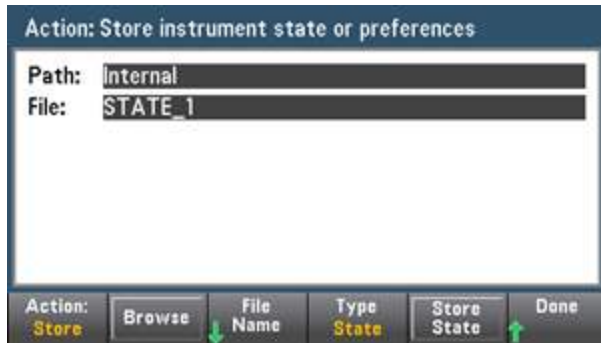 Action: Store instrument state or preferences
Path: Internal
File: STATE_1
Action:
Store
Browse
File
Name
Type
State
Store
State
Done